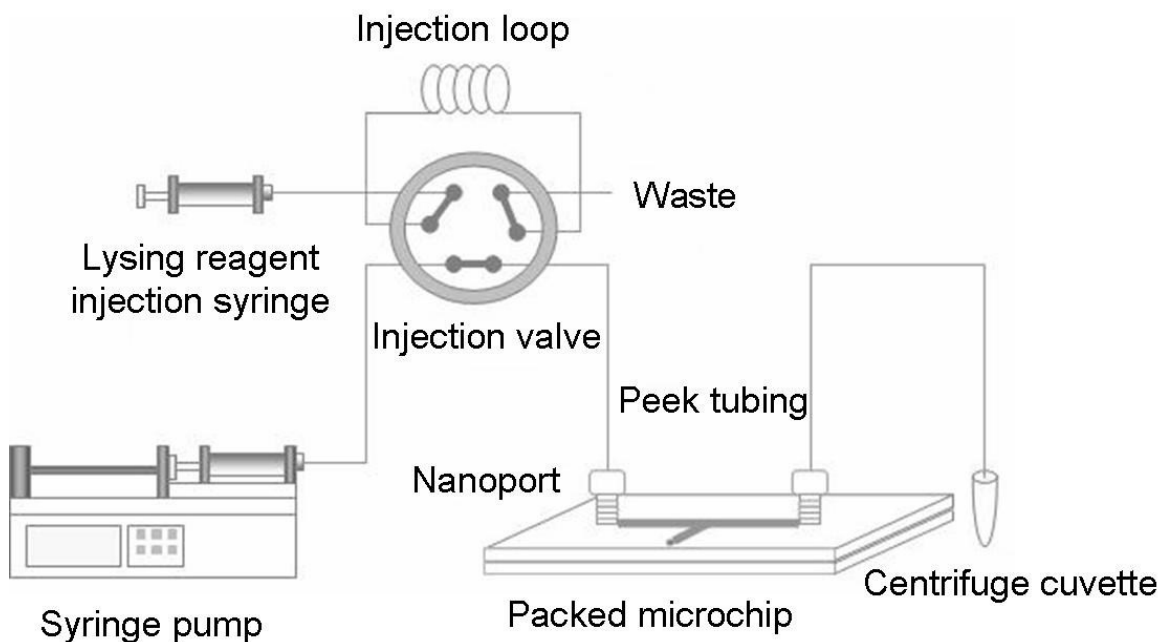 Injection loop
Waste
Lysing reagent
injection syringe
Injection valve
Peek tubing
Nanoport
Centrifuge cuvette
Packed microchip
Syringe pump